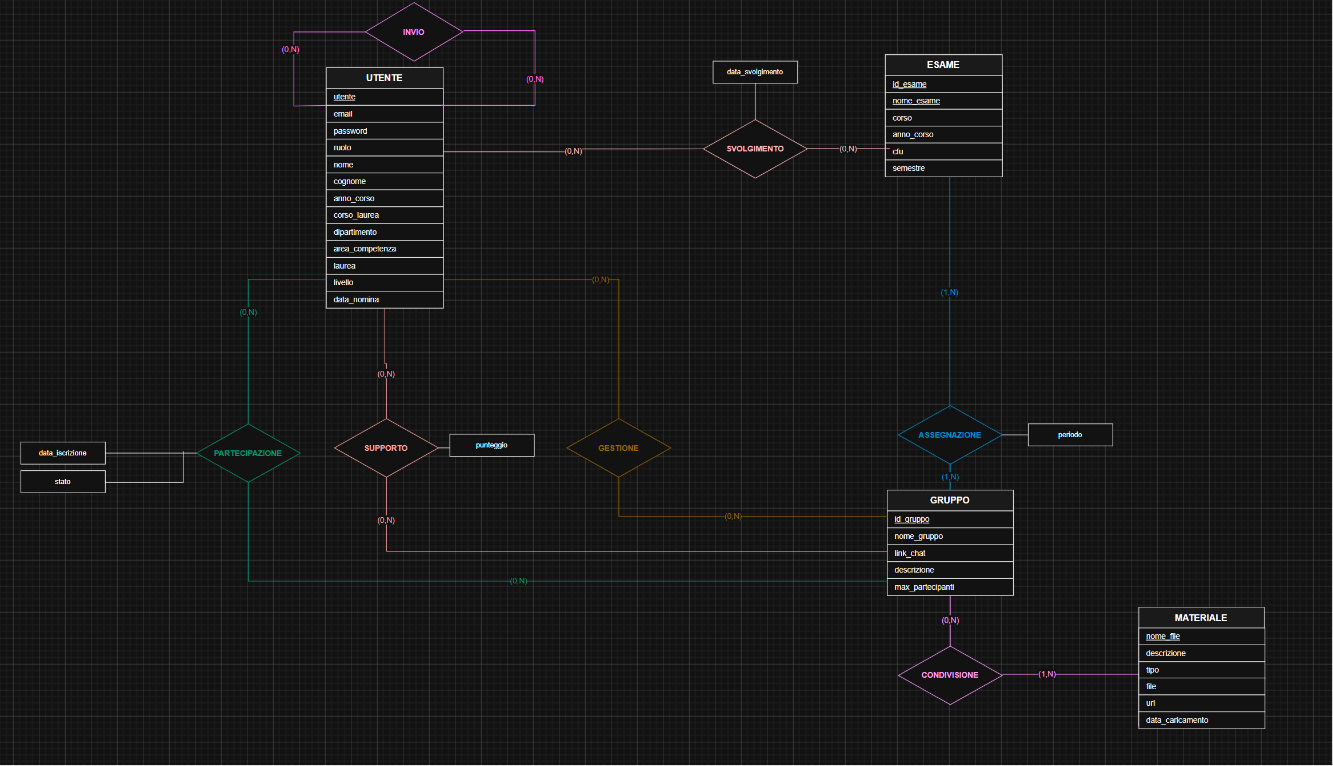 INVIO
(0,N)
(0,N)
UTENTE
utente
email
password
ruolo
nome
cognome
anno_corso
corso_laurea
dipartimento
area_competenza
laurea
livello
data_nomina
(0,N)
data_svolgimento
SVOLGIMENTO
(0,N)
ESAME
id_esame
nome_esame
corso
anno_corso
cfu
semestre
(0,N)
(0,N)
(0,N)
(1,N)
data_iscrizione
stato
PARTECIPAZIONE
SUPPORTO
punteggio
GESTIONE
ASSEGNAZIONE
periodo
(1,N)
(0,N)
(0,N)
(0,N)
GRUPPO
id_gruppo
nome_gruppo
link_chat
descrizione
max_partecipanti
(0,N)
CONDIVISIONE
(1,N)
MATERIALE
nome_file
descrizione
tipo
file
url
data_caricamento